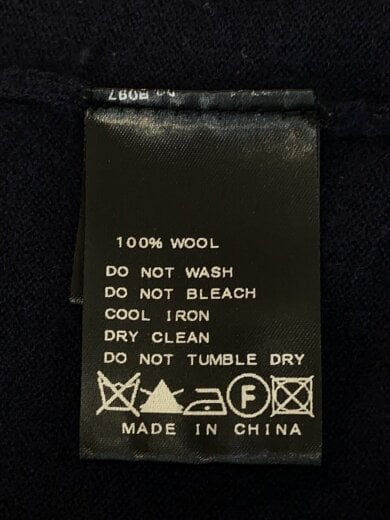 100% WOOL
DO NOT WASH
DO NOT BLEACH
COOL IRON
DRY CLEAN
DO NOT TUMBLE DRY
F
MADE IN CHINA